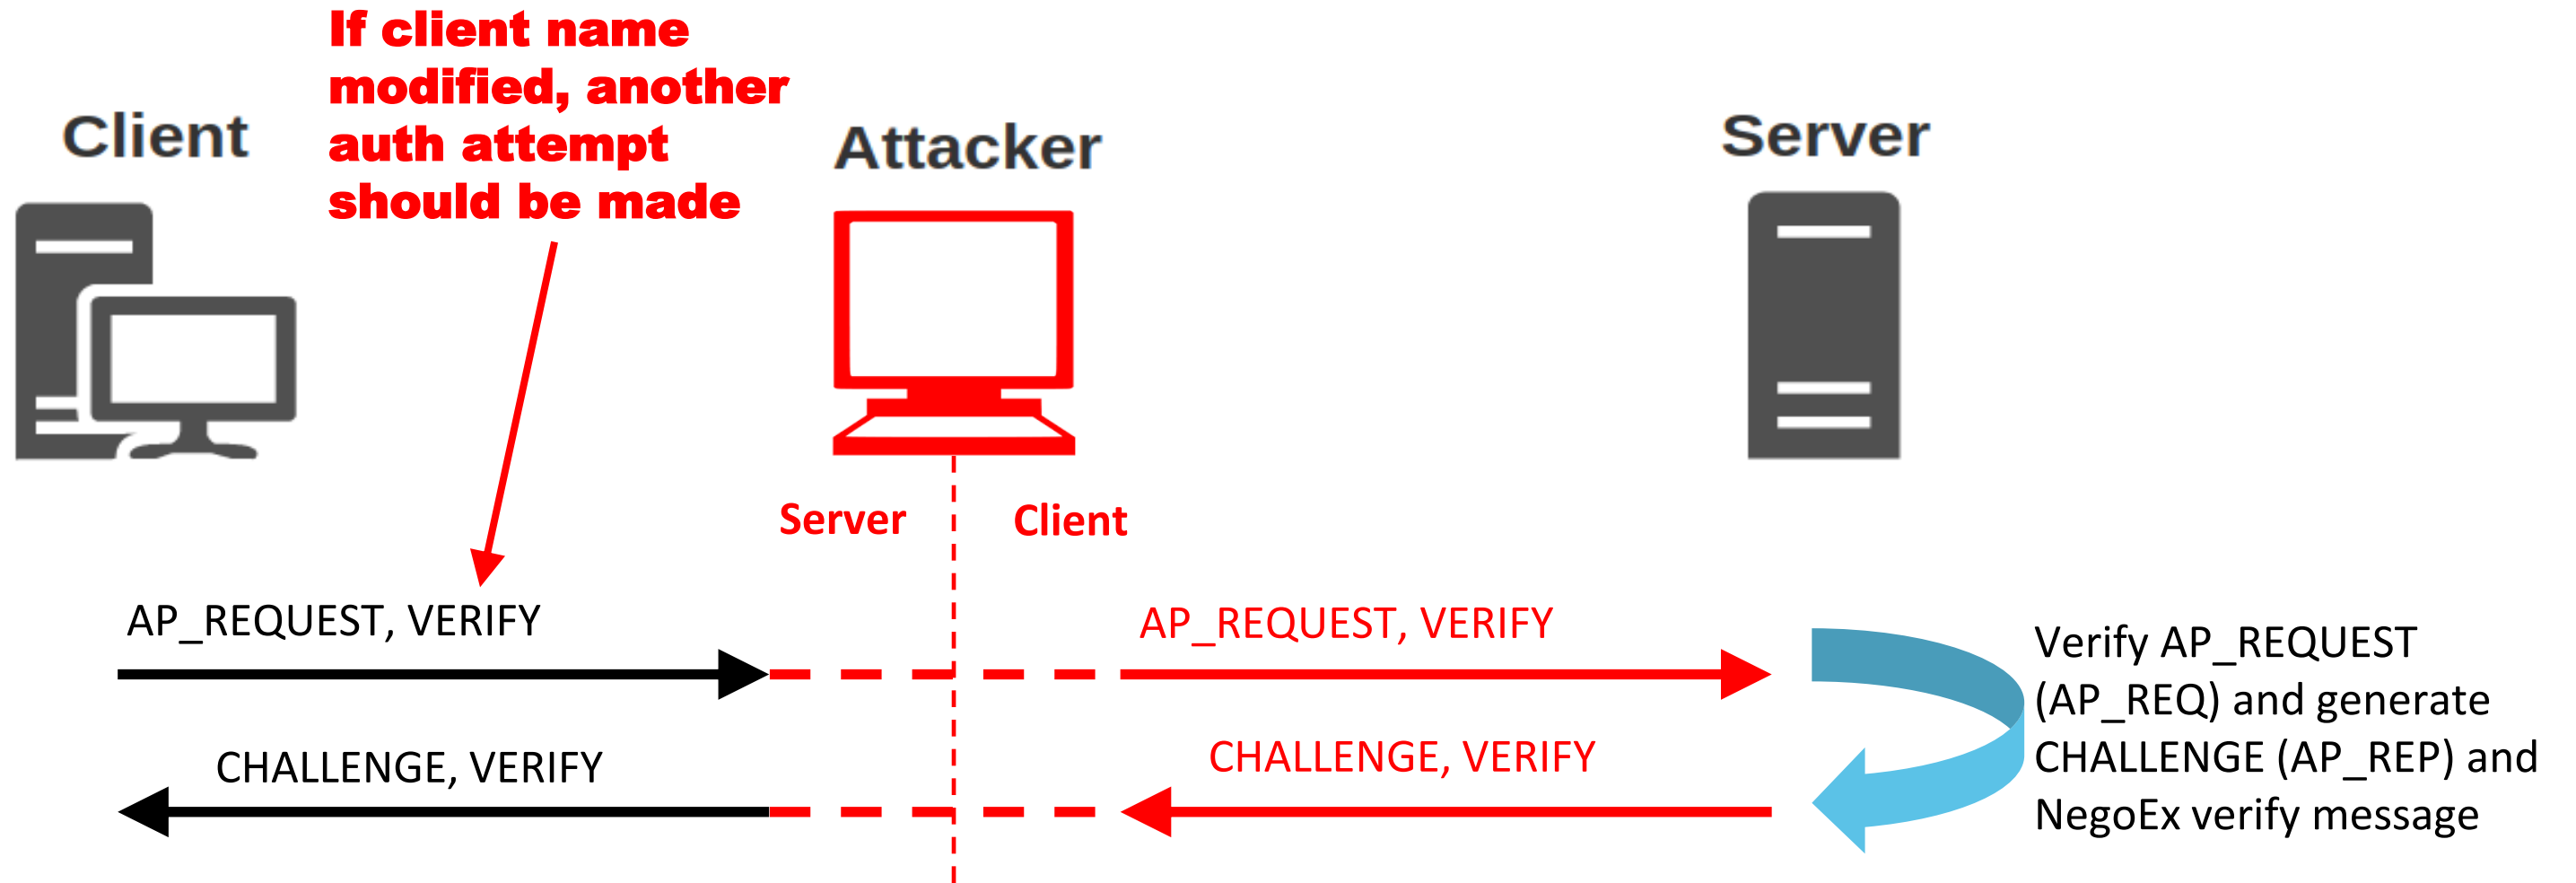 If client name
modified, another
auth attempt
should be made
Client
Attacker
Server
Server
Client
AP_REQUEST, VERIFY
AP_REQUEST, VERIFY
CHALLENGE, VERIFY
CHALLENGE, VERIFY
Verify AP_REQUEST
(AP_REQ) and generate
CHALLENGE (AP_REP) and
NegoEx verify message